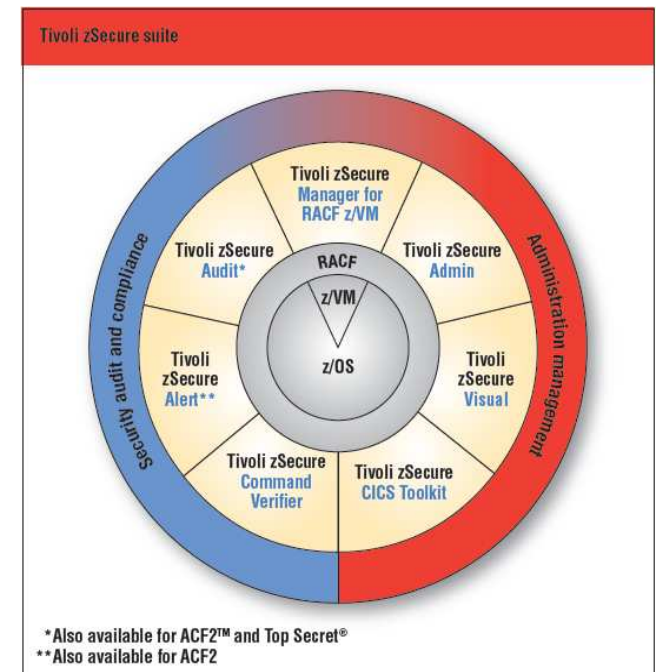 Tivoli zSecure suite
Tivoli zSecure
Manager for
RACF z/VM
Tivoli zSecure
Admin
Tivoli
zSecure
Visual
Tivoli zSecure
CICS Toolkit
Tivoli zSecure
Command
Verifier
Tivoli
zSecure
Alert**
Tivoli zSecure
Audit*
RACF
z/VM
z/OS
Security audit and compliance
Administration management
*Also available for ACF2™ and Top Secret®
**Also available for ACF2